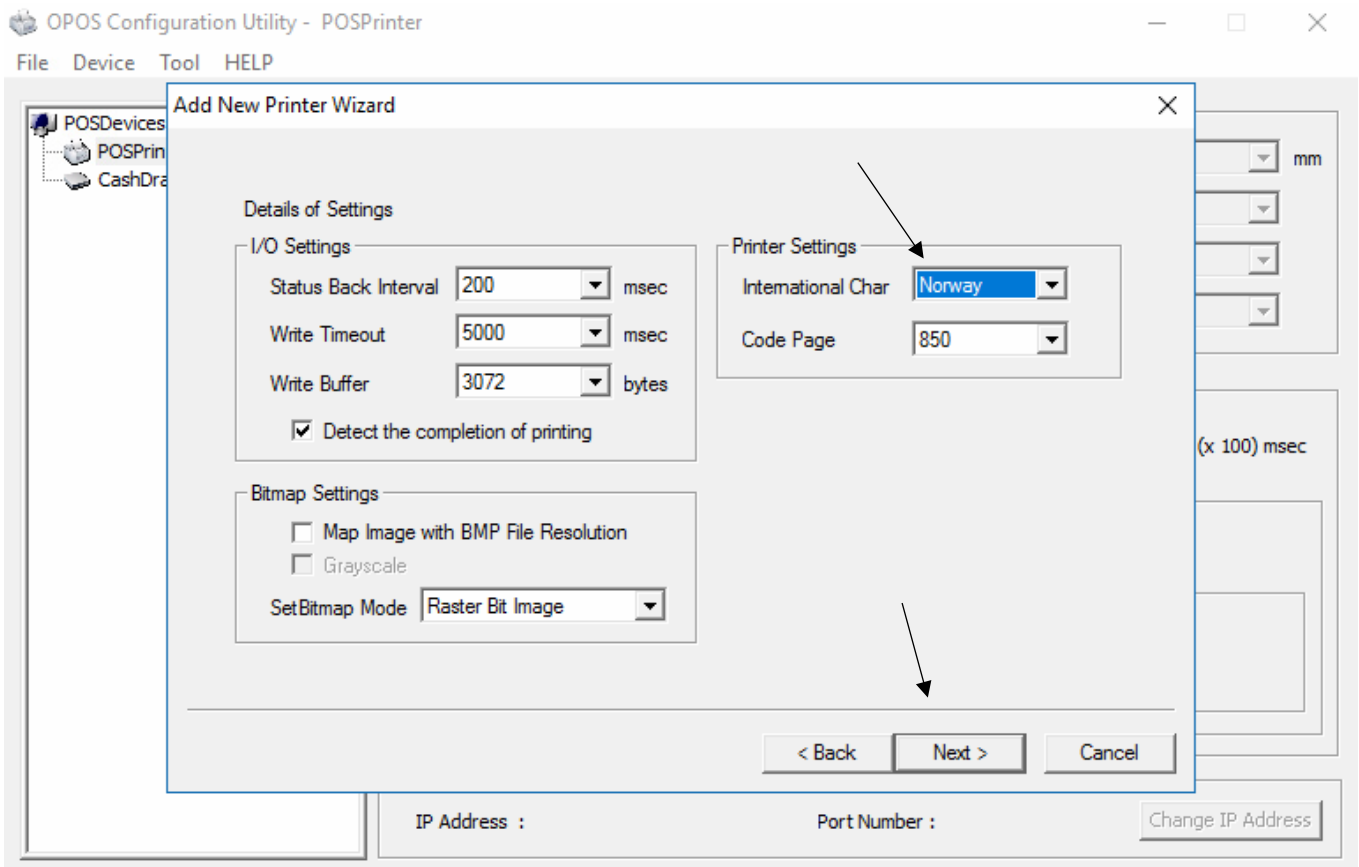 OPOS Configuration Utility - POSPrinter
File Device Tool HELP
Add New Printer Wizard
POSDevices
POSPrin
CashDra
mm
Details of Settings
I/O Settings
Status Back Interval 200 msec
Write Timeout 5000 msec
Write Buffer 3072 bytes
Detect the completion of printing
Printer Settings
International Char Norway
Code Page 850
(x 100) msec
Bitmap Settings
Map Image with BMP File Resolution
Grayscale
SetBitmap Mode Raster Bit Image
< Back Next > Cancel
IP Address : Port Number : Change IP Address